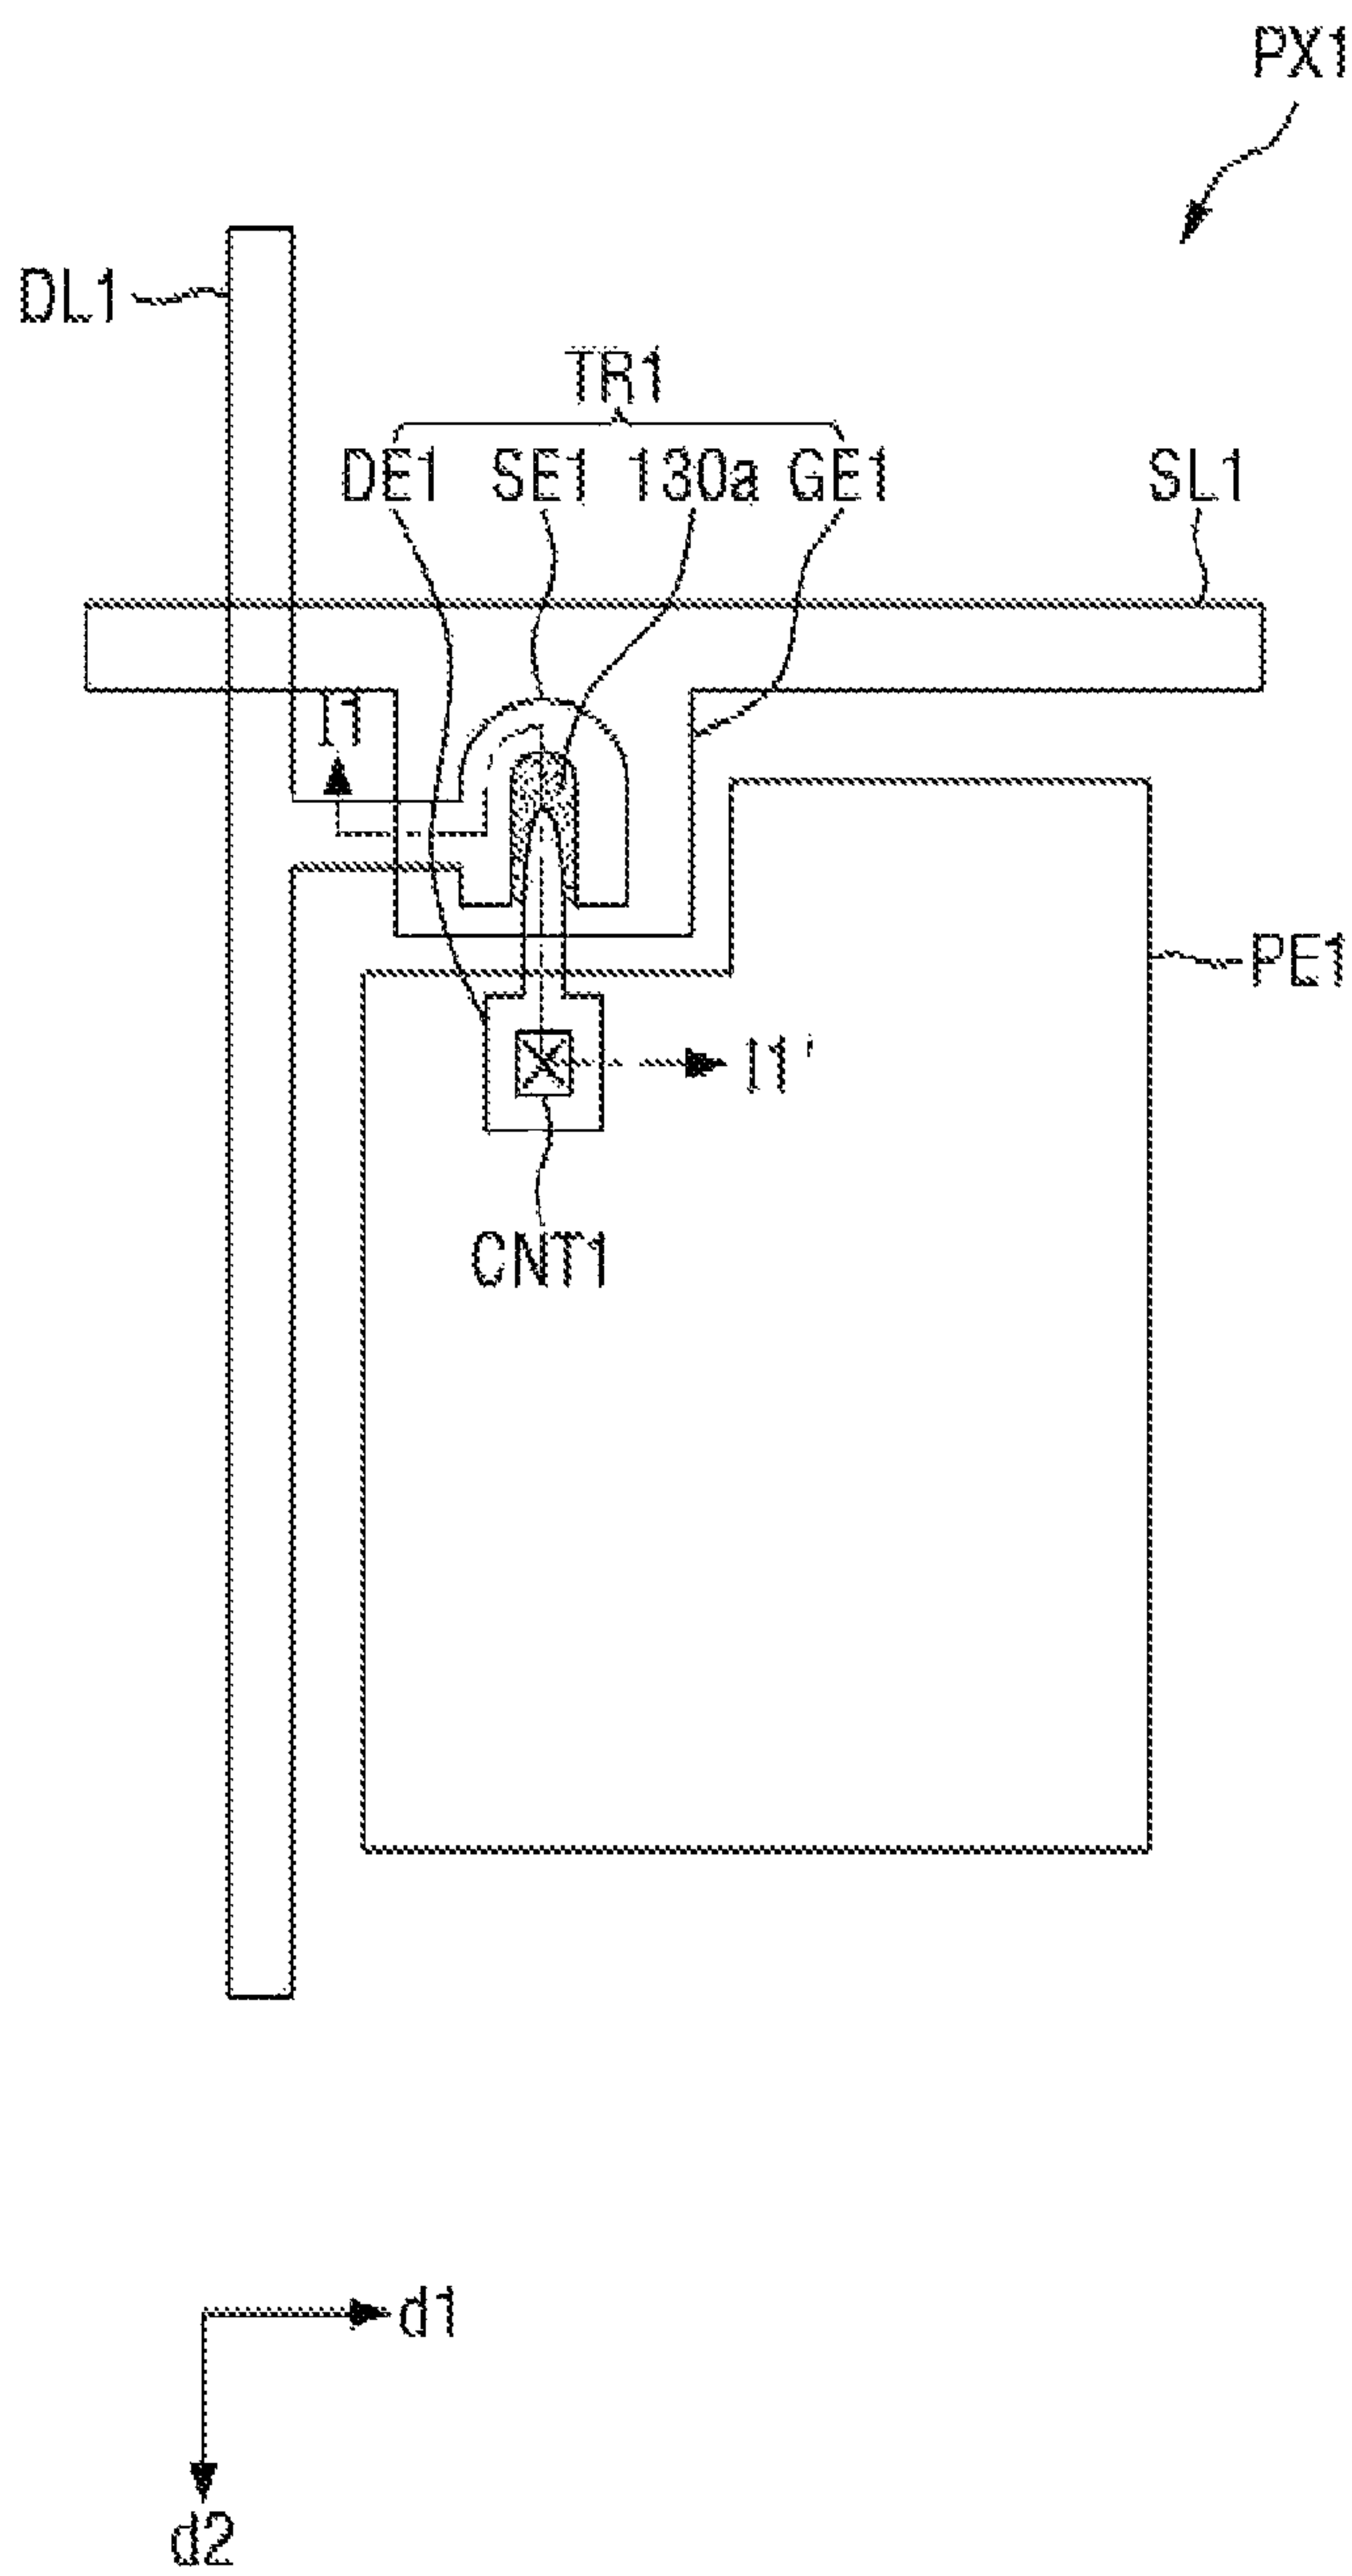 PX1
DL1
TR1
DE1 SE1 130a GE1 SL1
I1
PE1
I1'
CNT1
d1
d2